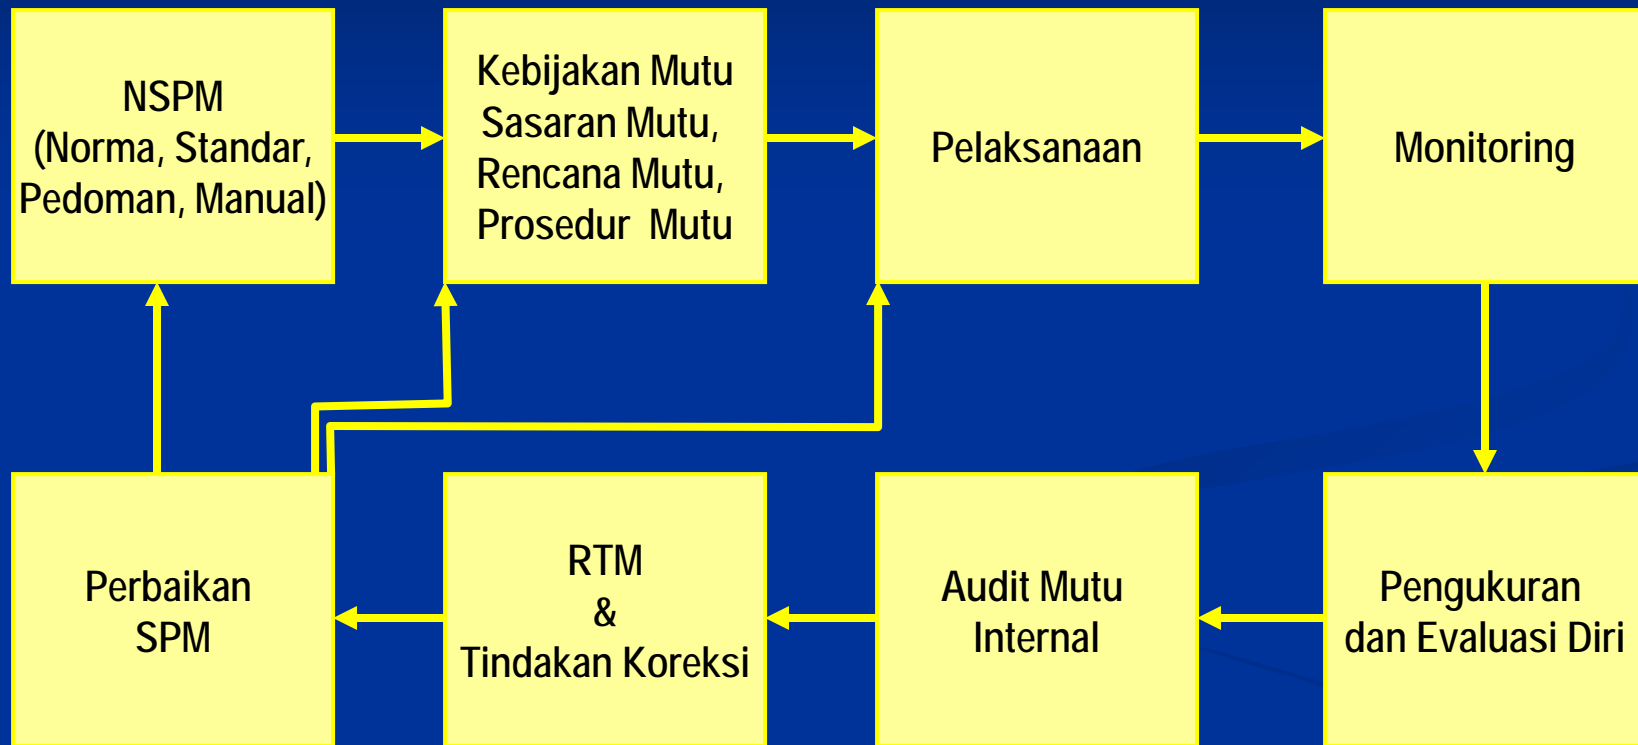 NSPM
(Norma, Standar,
Pedoman, Manual)
Kebijakan Mutu
Sasaran Mutu,
Rencana Mutu,
Prosedur Mutu
Pelaksanaan
Monitoring
Perbaikan
SPM
RTM
&
Tindakan Koreksi
Audit Mutu
Internal
Pengukuran
dan Evaluasi Diri